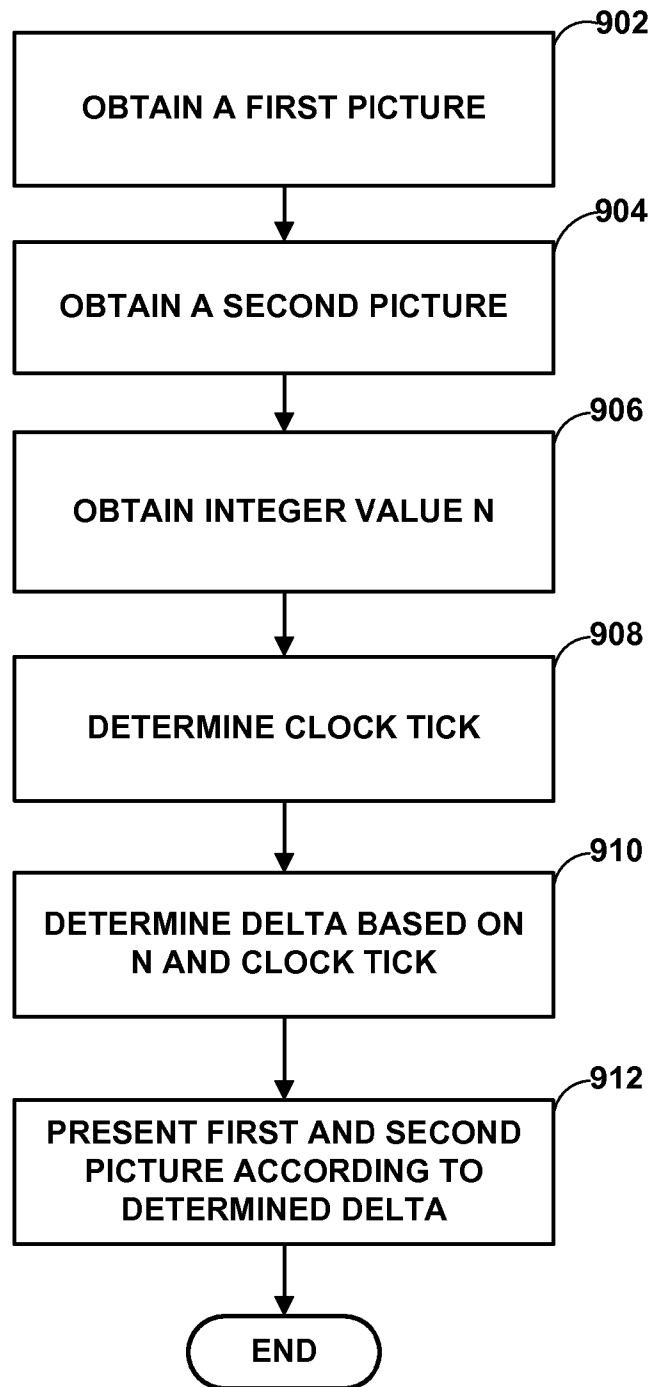 902
OBTAIN A FIRST PICTURE
904
OBTAIN A SECOND PICTURE
906
OBTAIN INTEGER VALUE N
908
DETERMINE CLOCK TICK
910
DETERMINE DELTA BASED ON
N AND CLOCK TICK
912
PRESENT FIRST AND SECOND
PICTURE ACCORDING TO
DETERMINED DELTA
END